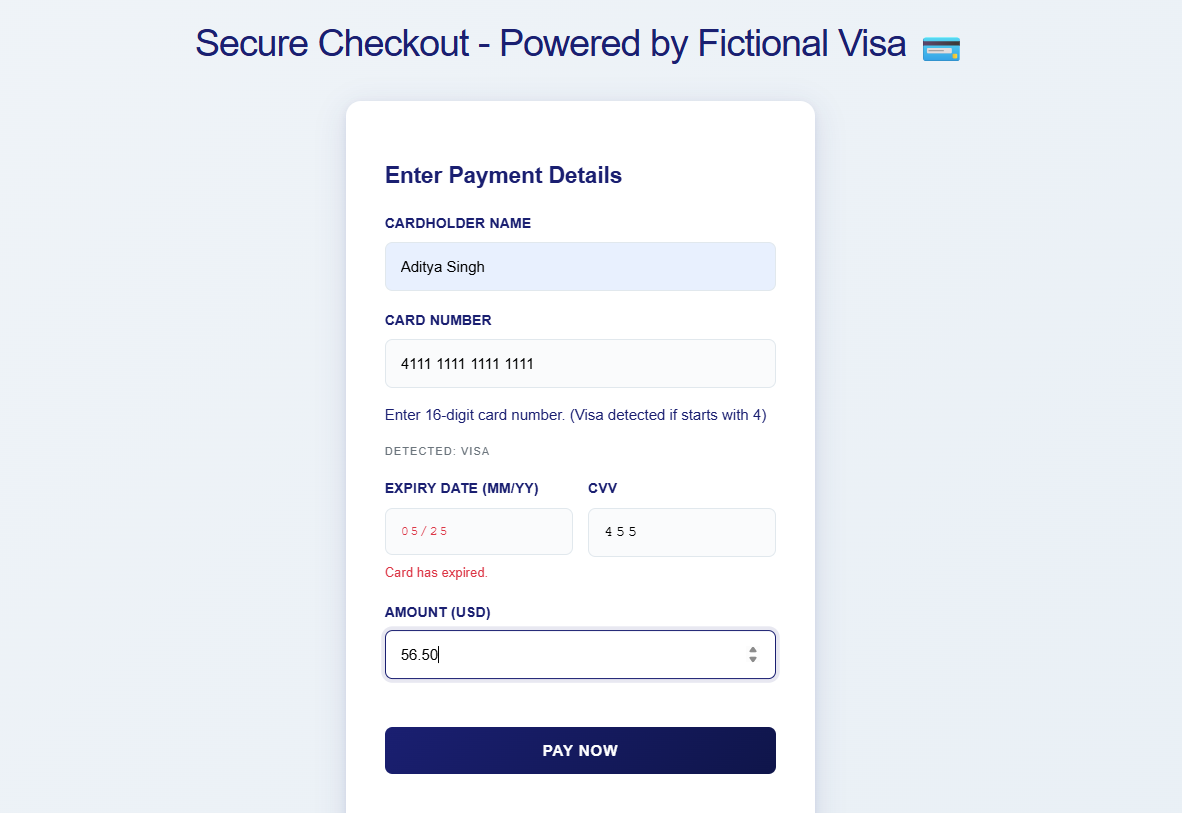 Secure Checkout - Powered by Fictional Visa
Enter Payment Details
CARDHOLDER NAME
Aditya Singh
CARD NUMBER
4111 1111 1111 1111
Enter 16-digit card number. (Visa detected if starts with 4)
DETECTED: VISA
EXPIRY DATE (MM/YY) CVV
05/25 455
Card has expired.
AMOUNT (USD)
56.50
PAY NOW